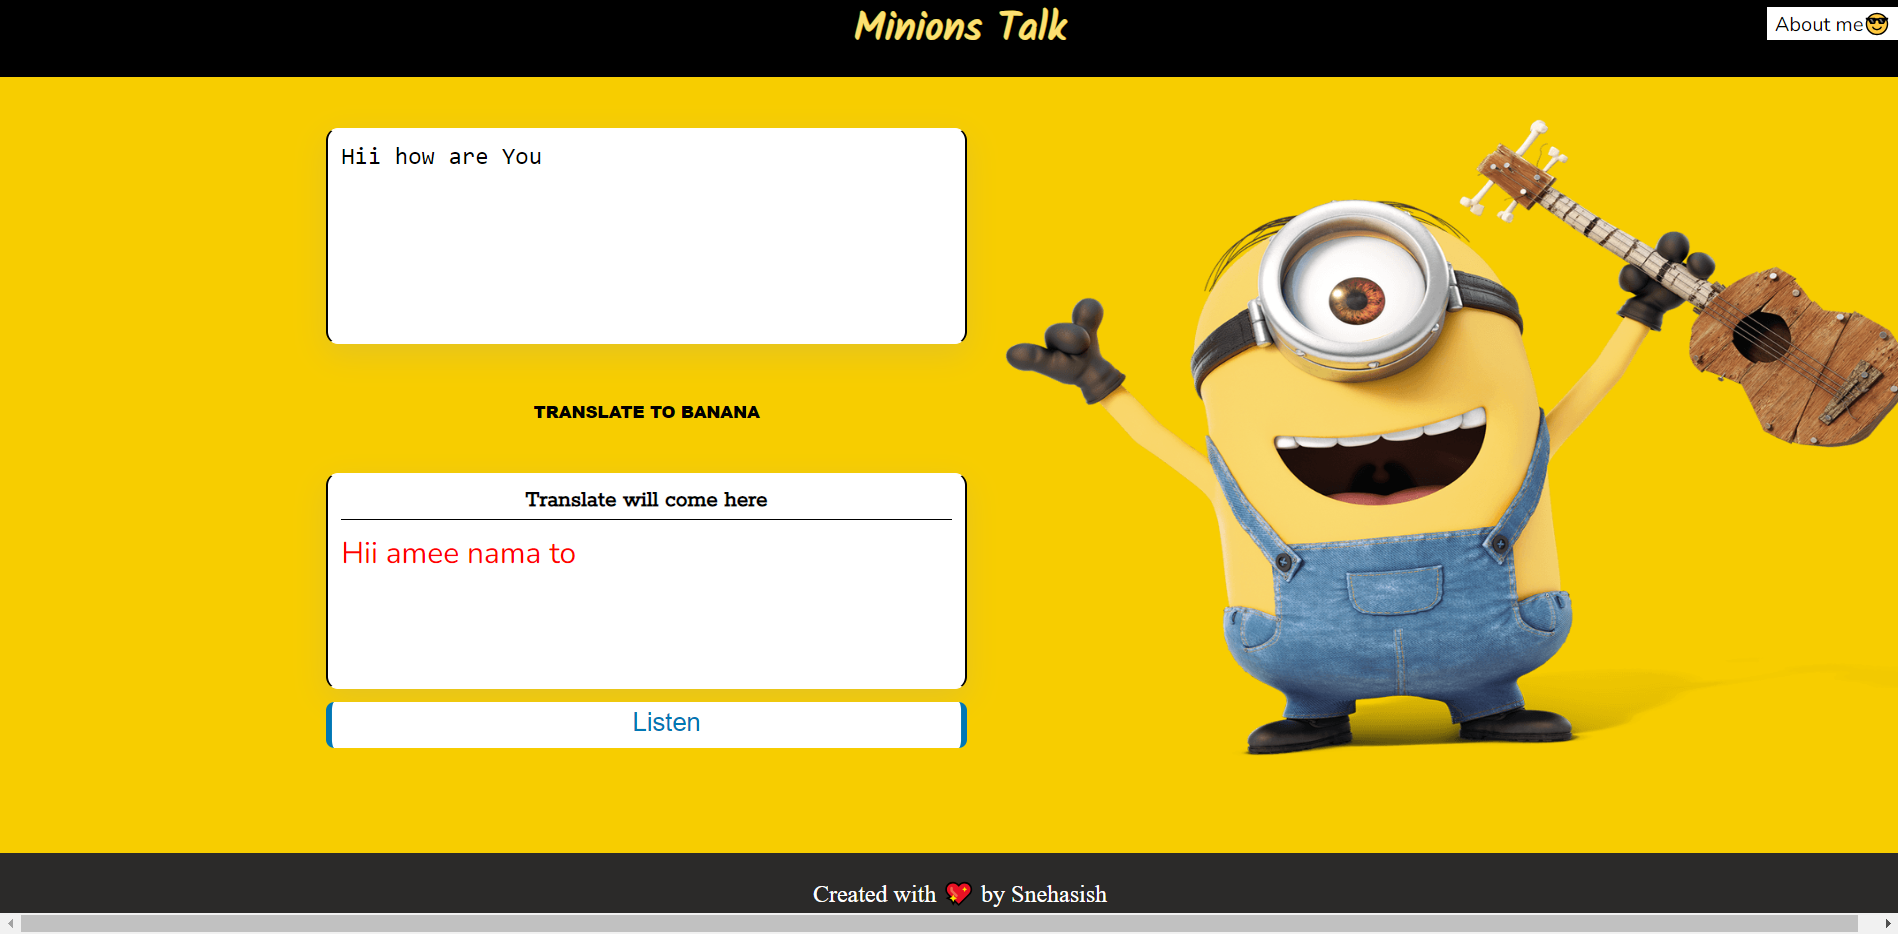 Minions Talk
About me😎
Hii how are You
TRANSLATE TO BANANA
Translate will come here
Hii amee nama to
Listen
Created with 💖 by Snehasish